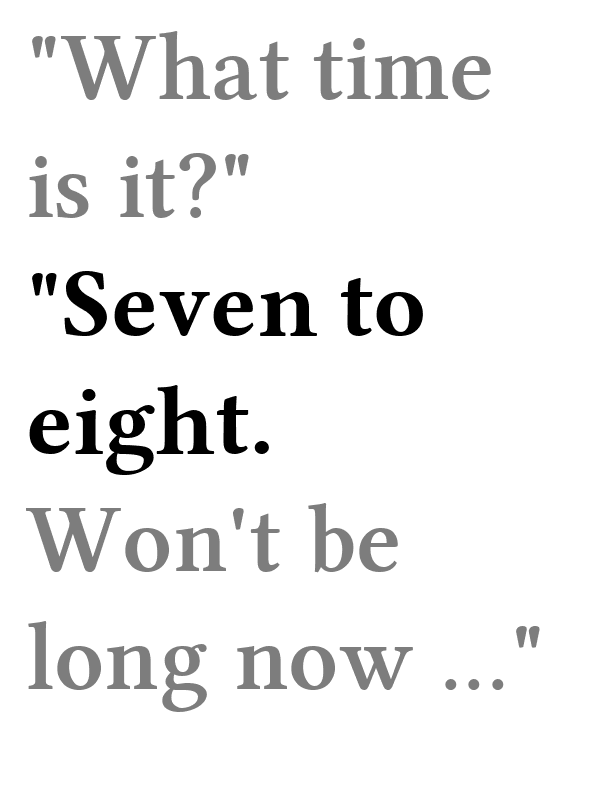 "What time
is it?"
"Seven to
eight.
Won't be
long now ..."